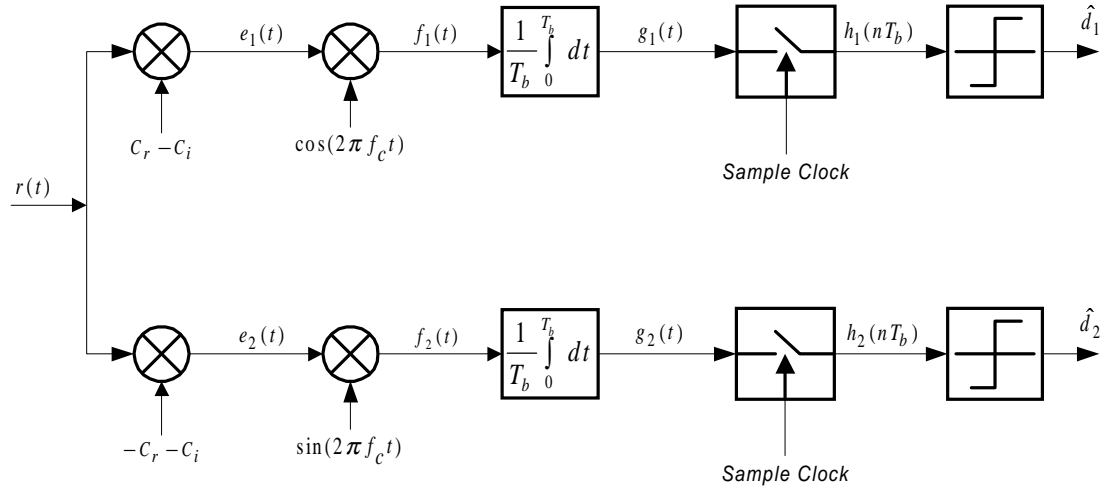 r(t)
e₁(t)
f₁(t)
1/T_b ∫₀^{T_b} dt
g₁(t)
h₁(nT_b)
d̂₁
C_r − C_i
cos(2πf_c t)
Sample Clock
e₂(t)
f₂(t)
1/T_b ∫₀^{T_b} dt
g₂(t)
h₂(nT_b)
d̂₂
−C_r − C_i
sin(2πf_c t)
Sample Clock